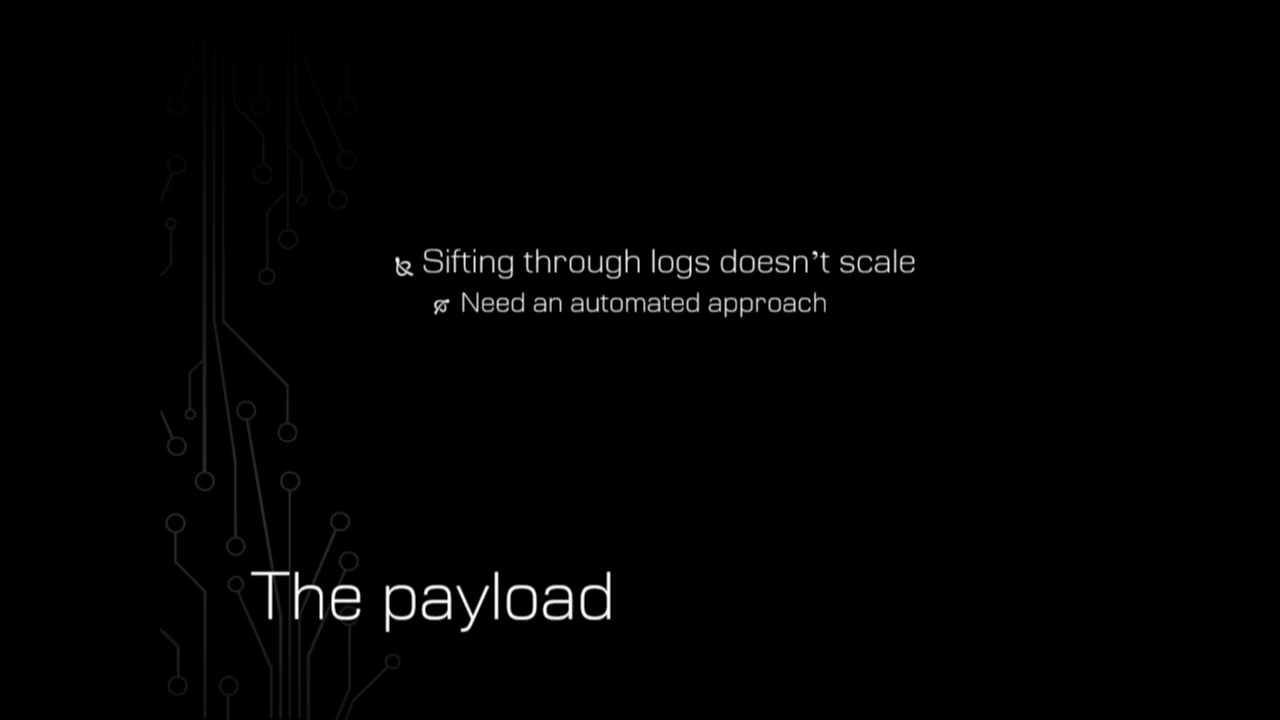 Sifting through logs doesn’t scale
Need an automated approach
The payload